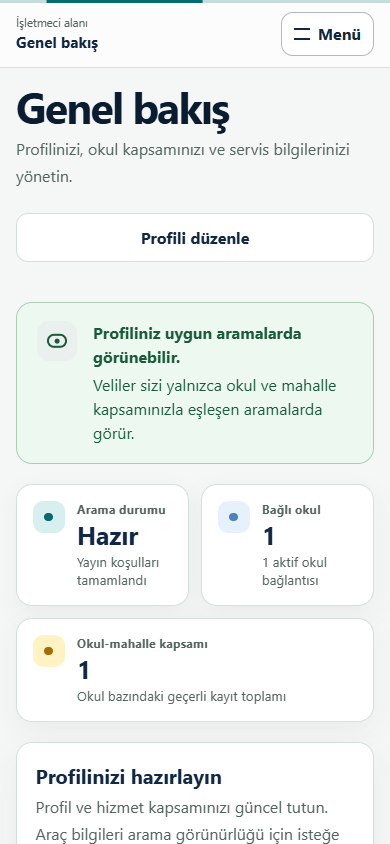 İşletmeci alanı
Genel bakış
Menü
Genel bakış
Profilinizi, okul kapsamınızı ve servis bilgilerinizi
yönetin.
Profili düzenle
Profiliniz uygun aramalarda
görünebilir.
Veliler sizi yalnızca okul ve mahalle
kapsamınızla eşleşen aramalarda
görür.
Arama durumu
Hazır
Yayın koşulları
tamamlandı
Bağlı okul
1
1 aktif okul
bağlantısı
Okul-mahalle kapsamı
1
Okul bazındaki geçerli kayıt toplamı
Profilinizi hazırlayın
Profil ve hizmet kapsamınızı güncel tutun.
Araç bilgileri arama görünürlüğü için isteğe